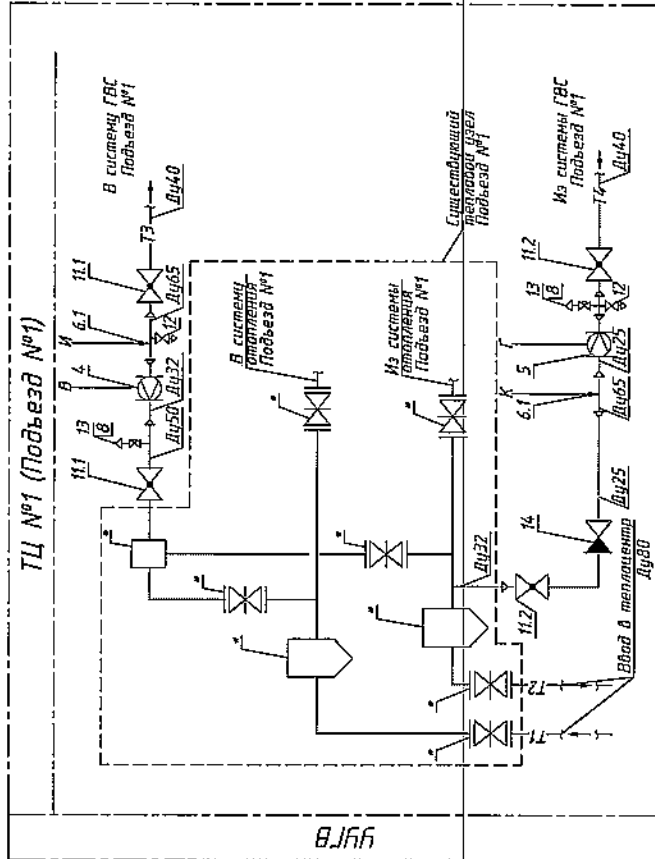 ТЦ №1 (Подъезд №1)
В систему ГВС
Подъезд №1
Ду40
Т3
11.1
Ду65
И
6.1
12
В
4
Ду32
Ду50
13
8
11.1
*
*
*
*
*
*
*
*
*
В систему
отопления
Подъезд №1
Из системы
отопления
Подъезд №1
Существующий
тепловой узел
Подъезд №1
Из системы ГВС
Подъезд №1
Ду40
Т4
11.2
13
8
12
Г
5
Ду25
К
6.1
Ду65
Ду25
14
Ду32
11.2
Ввод в теплоцентр
Ду80
Т2
Т1
УУГВ